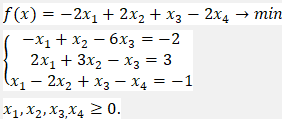 f(x) = −2x₁ + 2x₂ + x₃ − 2x₄ → min
−x₁ + x₂ − 6x₃ = −2
2x₁ + 3x₂ − x₃ = 3
x₁ − 2x₂ + x₃ − x₄ = −1
x₁, x₂, x₃, x₄ ≥ 0.